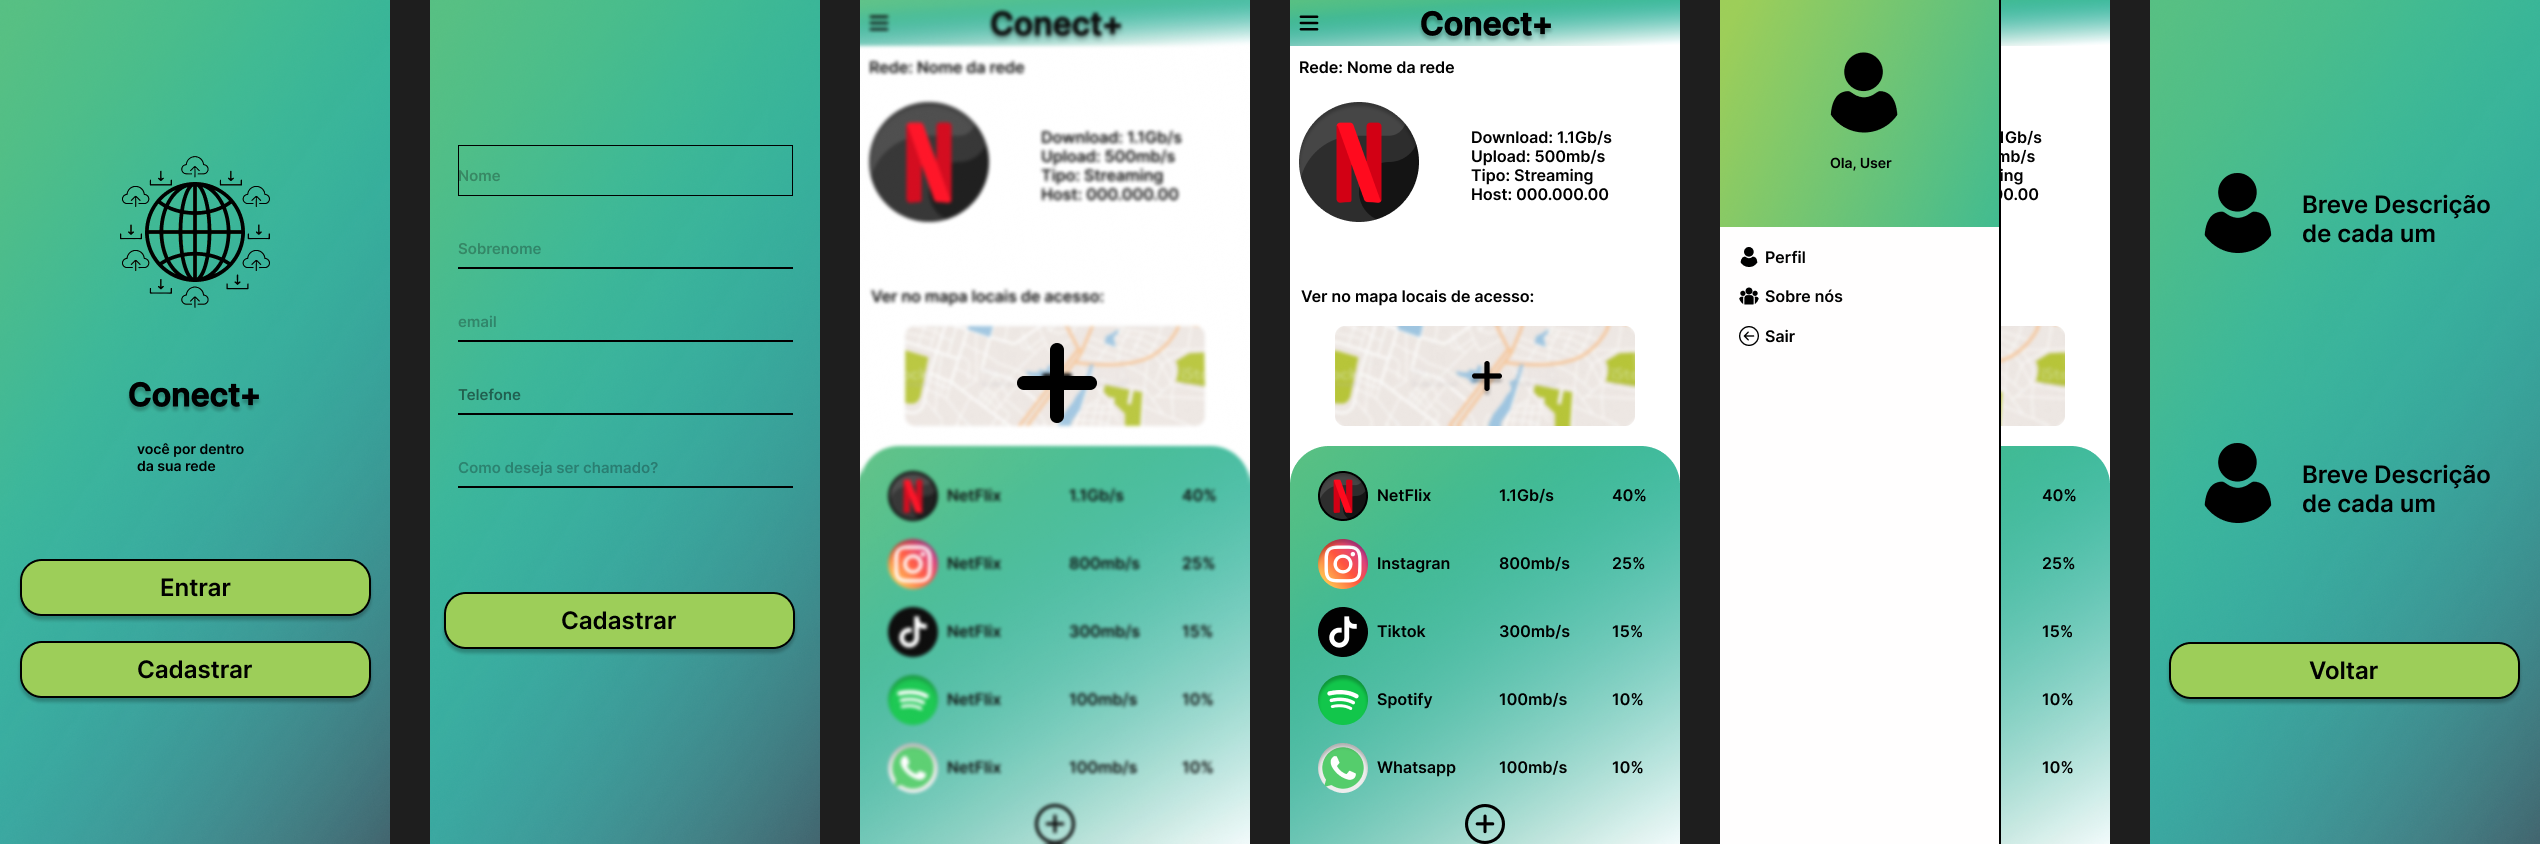 Conect+
você por dentro
da sua rede
Entrar
Cadastrar
Nome
Sobrenome
email
Telefone
Como deseja ser chamado?
Cadastrar
Conect+
Rede: Nome da rede
Download: 1.1Gb/s
Upload: 500mb/s
Tipo: Streaming
Host: 000.000.00
Ver no mapa locais de acesso:
NetFlix 1.1Gb/s 40%
NetFlix 800mb/s 25%
NetFlix 300mb/s 15%
NetFlix 100mb/s 10%
NetFlix 100mb/s 10%
Conect+
Rede: Nome da rede
Download: 1.1Gb/s
Upload: 500mb/s
Tipo: Streaming
Host: 000.000.00
Ver no mapa locais de acesso:
NetFlix 1.1Gb/s 40%
Instagran 800mb/s 25%
Tiktok 300mb/s 15%
Spotify 100mb/s 10%
Whatsapp 100mb/s 10%
Ola, User
Perfil
Sobre nós
Sair
1Gb/s
mb/s
ing
00.00
40%
25%
15%
10%
10%
Breve Descrição
de cada um
Breve Descrição
de cada um
Voltar